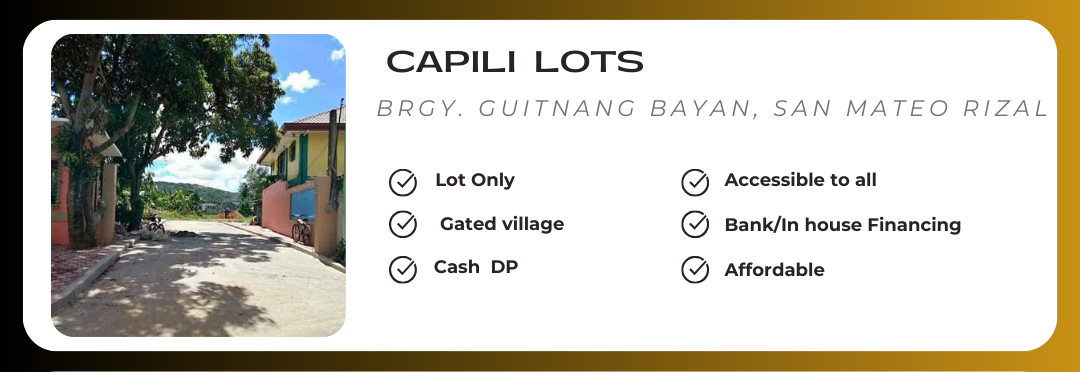 CAPILI LOTS
BRGY. GUITNANG BAYAN, SAN MATEO RIZAL
Lot Only
Gated village
Cash DP
Accessible to all
Bank/In house Financing
Affordable